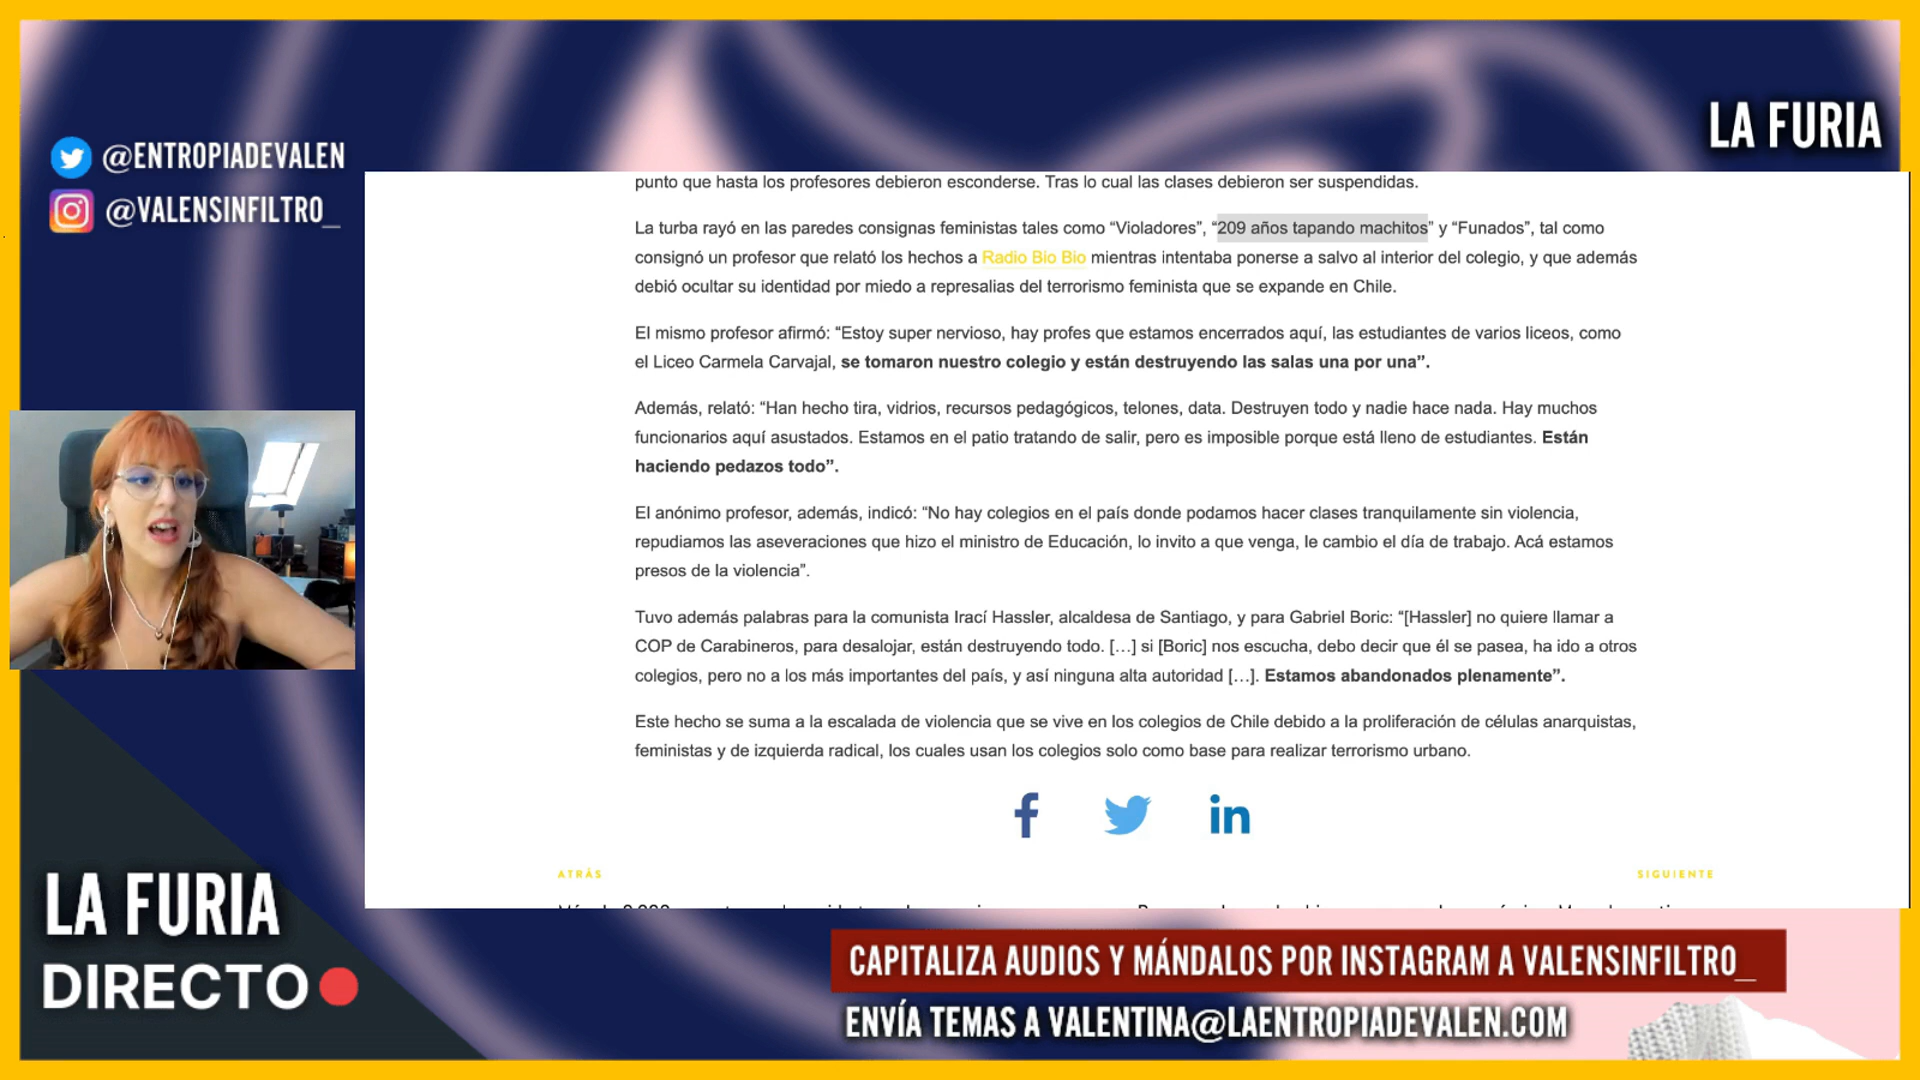 LA FURIA
@ENTROPIADEVALEN
@VALENSINFILTRO_
punto que hasta los profesores debieron esconderse. Tras lo cual las clases debieron ser suspendidas.
La turba rayó en las paredes consignas feministas tales como “Violadores”, “209 años tapando machitos” y “Funados”, tal como
consignó un profesor que relató los hechos a Radio Bio Bio mientras intentaba ponerse a salvo al interior del colegio, y que además
debió ocultar su identidad por miedo a represalias del terrorismo feminista que se expande en Chile.
El mismo profesor afirmó: “Estoy super nervioso, hay profes que estamos encerrados aquí, las estudiantes de varios liceos, como
el Liceo Carmela Carvajal, se tomaron nuestro colegio y están destruyendo las salas una por una”.
Además, relató: “Han hecho tira, vidrios, recursos pedagógicos, telones, data. Destruyen todo y nadie hace nada. Hay muchos
funcionarios aquí asustados. Estamos en el patio tratando de salir, pero es imposible porque está lleno de estudiantes. Están
haciendo pedazos todo”.
El anónimo profesor, además, indicó: “No hay colegios en el país donde podamos hacer clases tranquilamente sin violencia,
repudiamos las aseveraciones que hizo el ministro de Educación, lo invito a que venga, le cambio el día de trabajo. Acá estamos
presos de la violencia”.
Tuvo además palabras para la comunista Irací Hassler, alcaldesa de Santiago, y para Gabriel Boric: “[Hassler] no quiere llamar a
COP de Carabineros, para desalojar, están destruyendo todo. […] si [Boric] nos escucha, debo decir que él se pasea, ha ido a otros
colegios, pero no a los más importantes del país, y así ninguna alta autoridad […]. Estamos abandonados plenamente”.
Este hecho se suma a la escalada de violencia que se vive en los colegios de Chile debido a la proliferación de células anarquistas,
feministas y de izquierda radical, los cuales usan los colegios solo como base para realizar terrorismo urbano.
ATRÁS
SIGUIENTE
LA FURIA
DIRECTO
CAPITALIZA AUDIOS Y MÁNDALOS POR INSTAGRAM A VALENSINFILTRO_
ENVÍA TEMAS A VALENTINA@LAENTROPIADEVALEN.COM